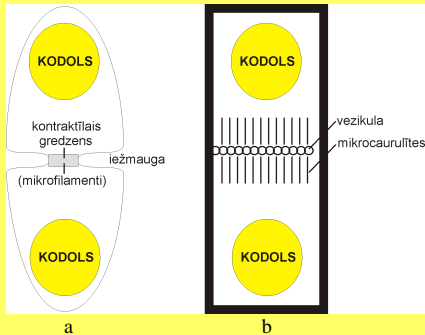 KODOLS
kontraktīlais
gredzens
iežmauga
(mikrofilamenti)
KODOLS
a
KODOLS
vezikula
mikrocaurulītes
KODOLS
b